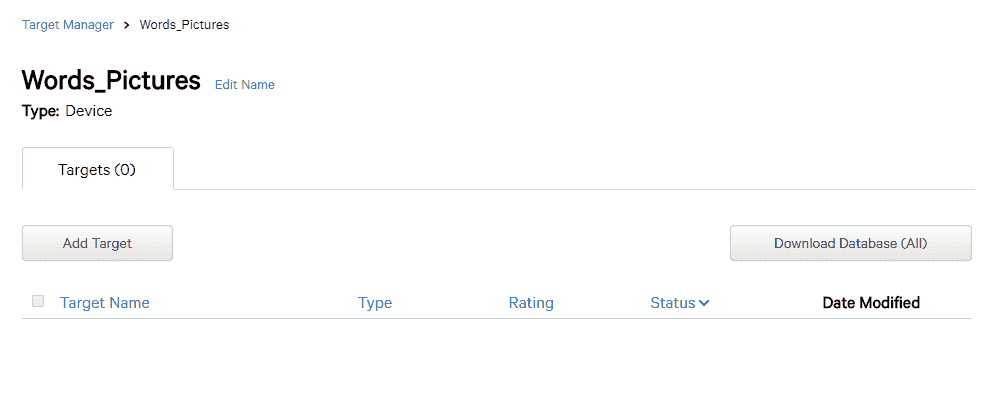 Target Manager > Words_Pictures
Words_Pictures Edit Name
Type: Device
Targets (0)
Add Target Download Database (All)
Target Name Type Rating Status Date Modified